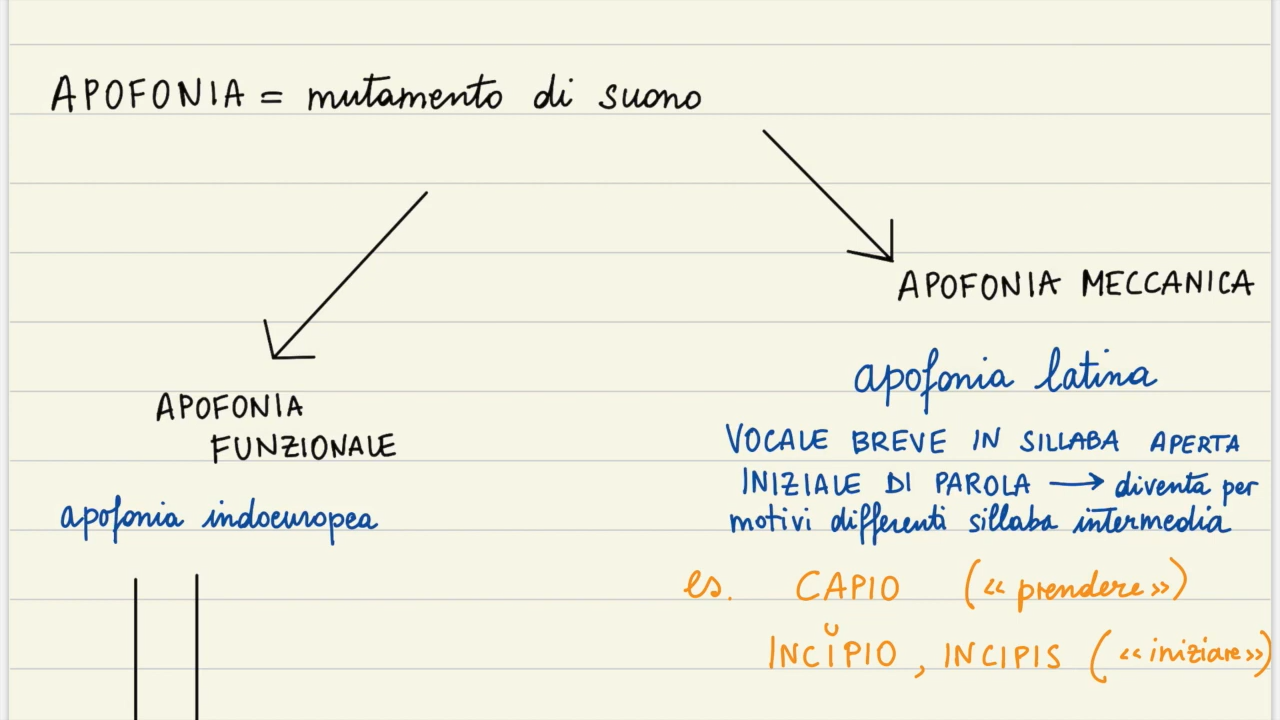 APOFONIA = mutamento di suono
APOFONIA MECCANICA
apofonia latina
VOCALE BREVE IN SILLABA APERTA
INIZIALE DI PAROLA → diventa per
motivi differenti sillaba intermedia
es. CAPIO (« prendere »)
INCĬPIO, INCIPIS (« iniziare »)
APOFONIA
FUNZIONALE
apofonia indoeuropea